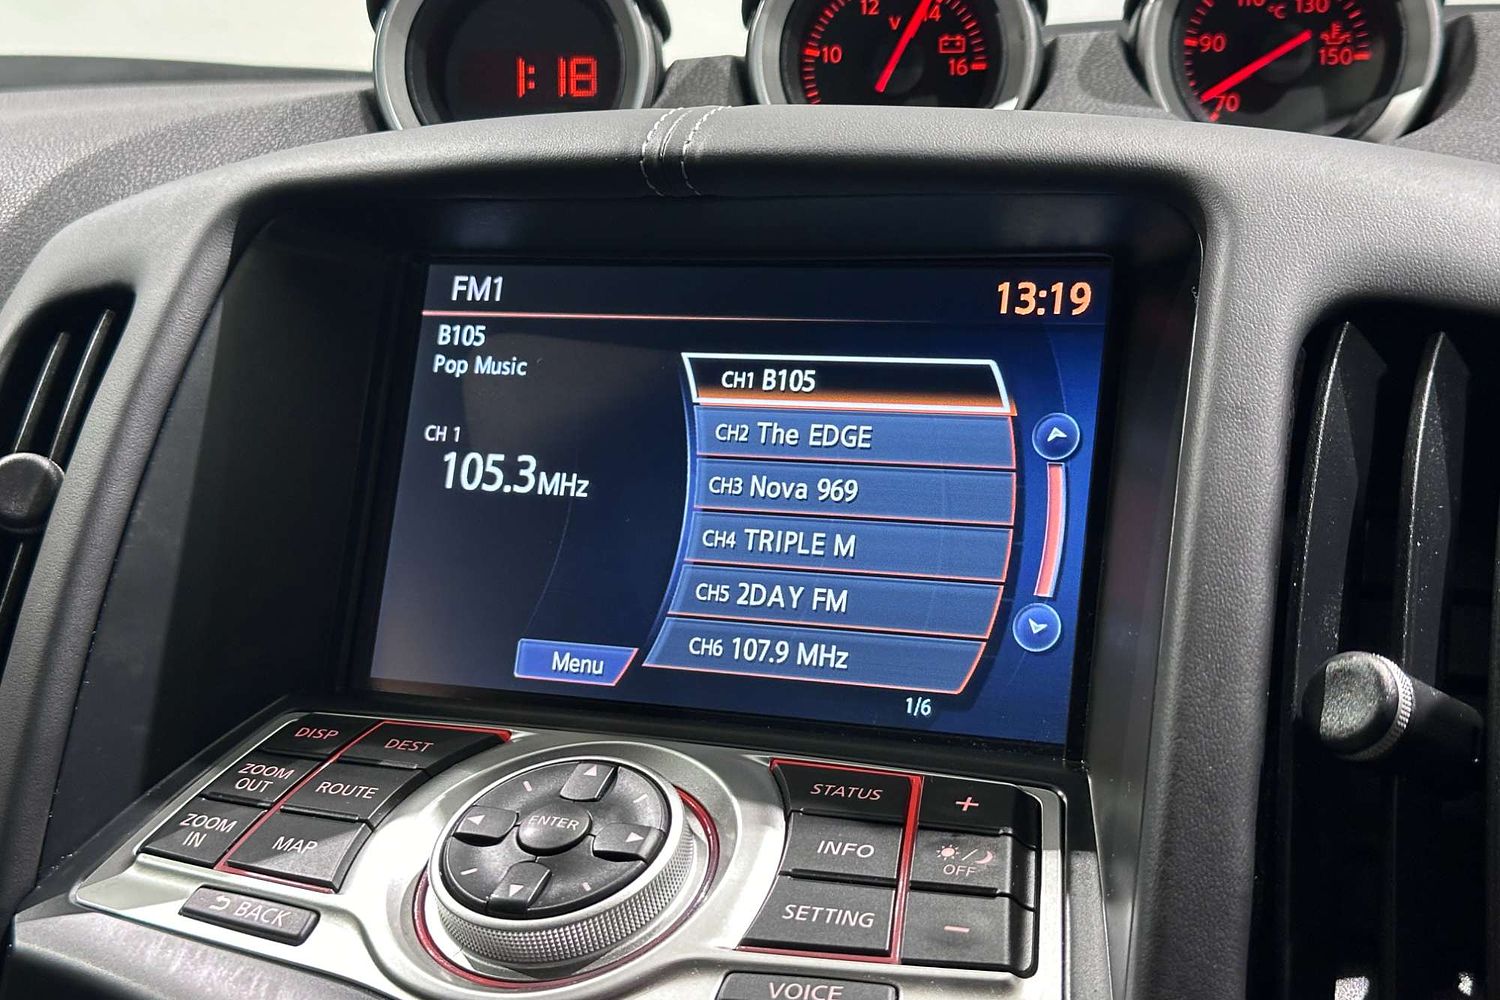 1:18
10
12
V
14
16
90
110
°C
130
150
70
FM1
13:19
B105
Pop Music
CH 1
105.3MHz
CH1 B105
CH2 The EDGE
CH3 Nova 969
CH4 TRIPLE M
CH5 2DAY FM
CH6 107.9 MHz
Menu
1/6
DISP
DEST
ZOOM OUT
ROUTE
ZOOM IN
MAP
BACK
ENTER
STATUS
+
INFO
OFF
SETTING
−
VOICE